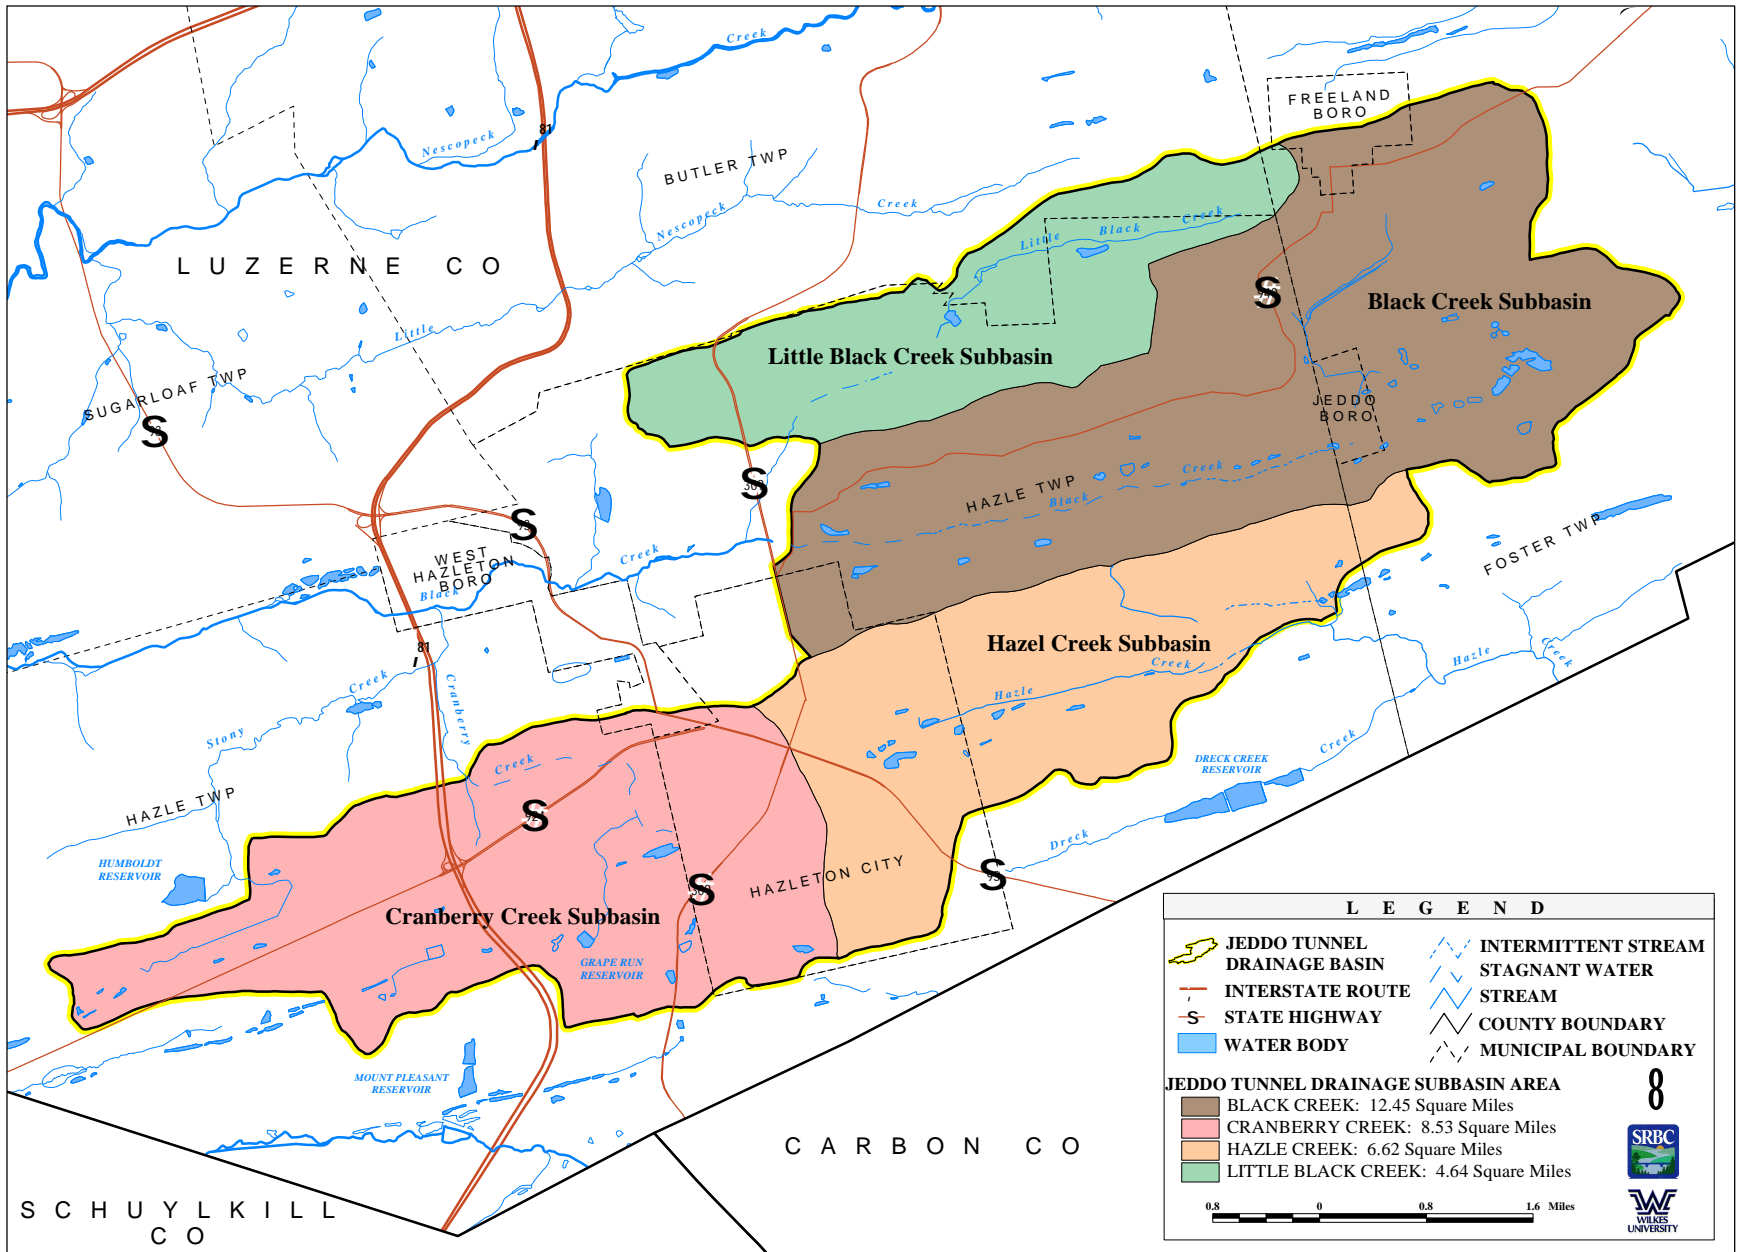 Creek
FREELAND
BORO
81
Nescopeck
BUTLER TWP
Creek
Nescopeck
Creek
Little Black
LUZERNE CO
Black Creek Subbasin
940
Little
Little Black Creek Subbasin
SUGARLOAF TWP
93
JEDDO
BORO
309
HAZLE TWP
Creek
Black
93
FOSTER TWP
WEST
HAZLETON
BORO
Creek
Black
81
Hazel Creek Subbasin
Creek
Hazle
Hazle
Creek
Creek
Stony
Cranberry
Creek
Creek
DRECK CREEK
RESERVOIR
HAZLE TWP
924
Dreck
HUMBOLDT
RESERVOIR
HAZLETON CITY
309
93
Cranberry Creek Subbasin
GRAPE RUN
RESERVOIR
MOUNT PLEASANT
RESERVOIR
CARBON CO
SCHUYLKILL
CO
LEGEND
JEDDO TUNNEL
DRAINAGE BASIN
INTERSTATE ROUTE
S STATE HIGHWAY
WATER BODY
INTERMITTENT STREAM
STAGNANT WATER
STREAM
COUNTY BOUNDARY
MUNICIPAL BOUNDARY
JEDDO TUNNEL DRAINAGE SUBBASIN AREA
BLACK CREEK: 12.45 Square Miles
CRANBERRY CREEK: 8.53 Square Miles
HAZLE CREEK: 6.62 Square Miles
LITTLE BLACK CREEK: 4.64 Square Miles
8
SRBC
0.8 0 0.8 1.6 Miles
WILKES
UNIVERSITY